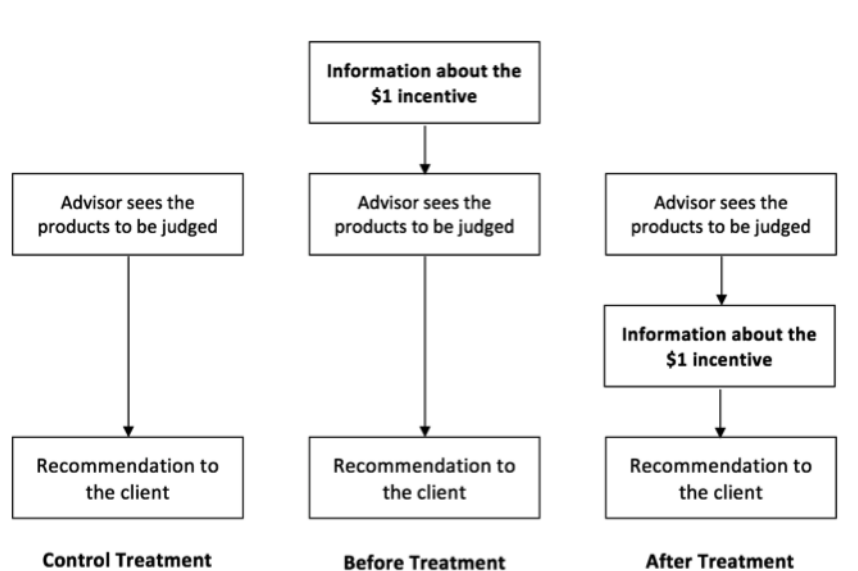 Information about the
$1 incentive
Advisor sees the
products to be judged
Advisor sees the
products to be judged
Advisor sees the
products to be judged
Information about the
$1 incentive
Recommendation to
the client
Recommendation to
the client
Recommendation to
the client
Control Treatment
Before Treatment
After Treatment